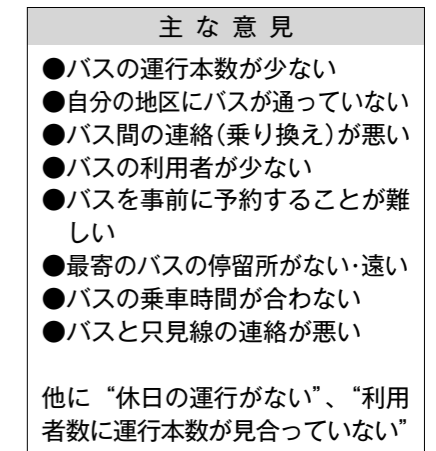 主な意見
●バスの運行本数が少ない
●自分の地区にバスが通っていない
●バス間の連絡(乗り換え)が悪い
●バスの利用者が少ない
●バスを事前に予約することが難
しい
●最寄のバスの停留所がない･遠い
●バスの乗車時間が合わない
●バスと只見線の連絡が悪い
他に“休日の運行がない”、“利用
者数に運行本数が見合っていない”